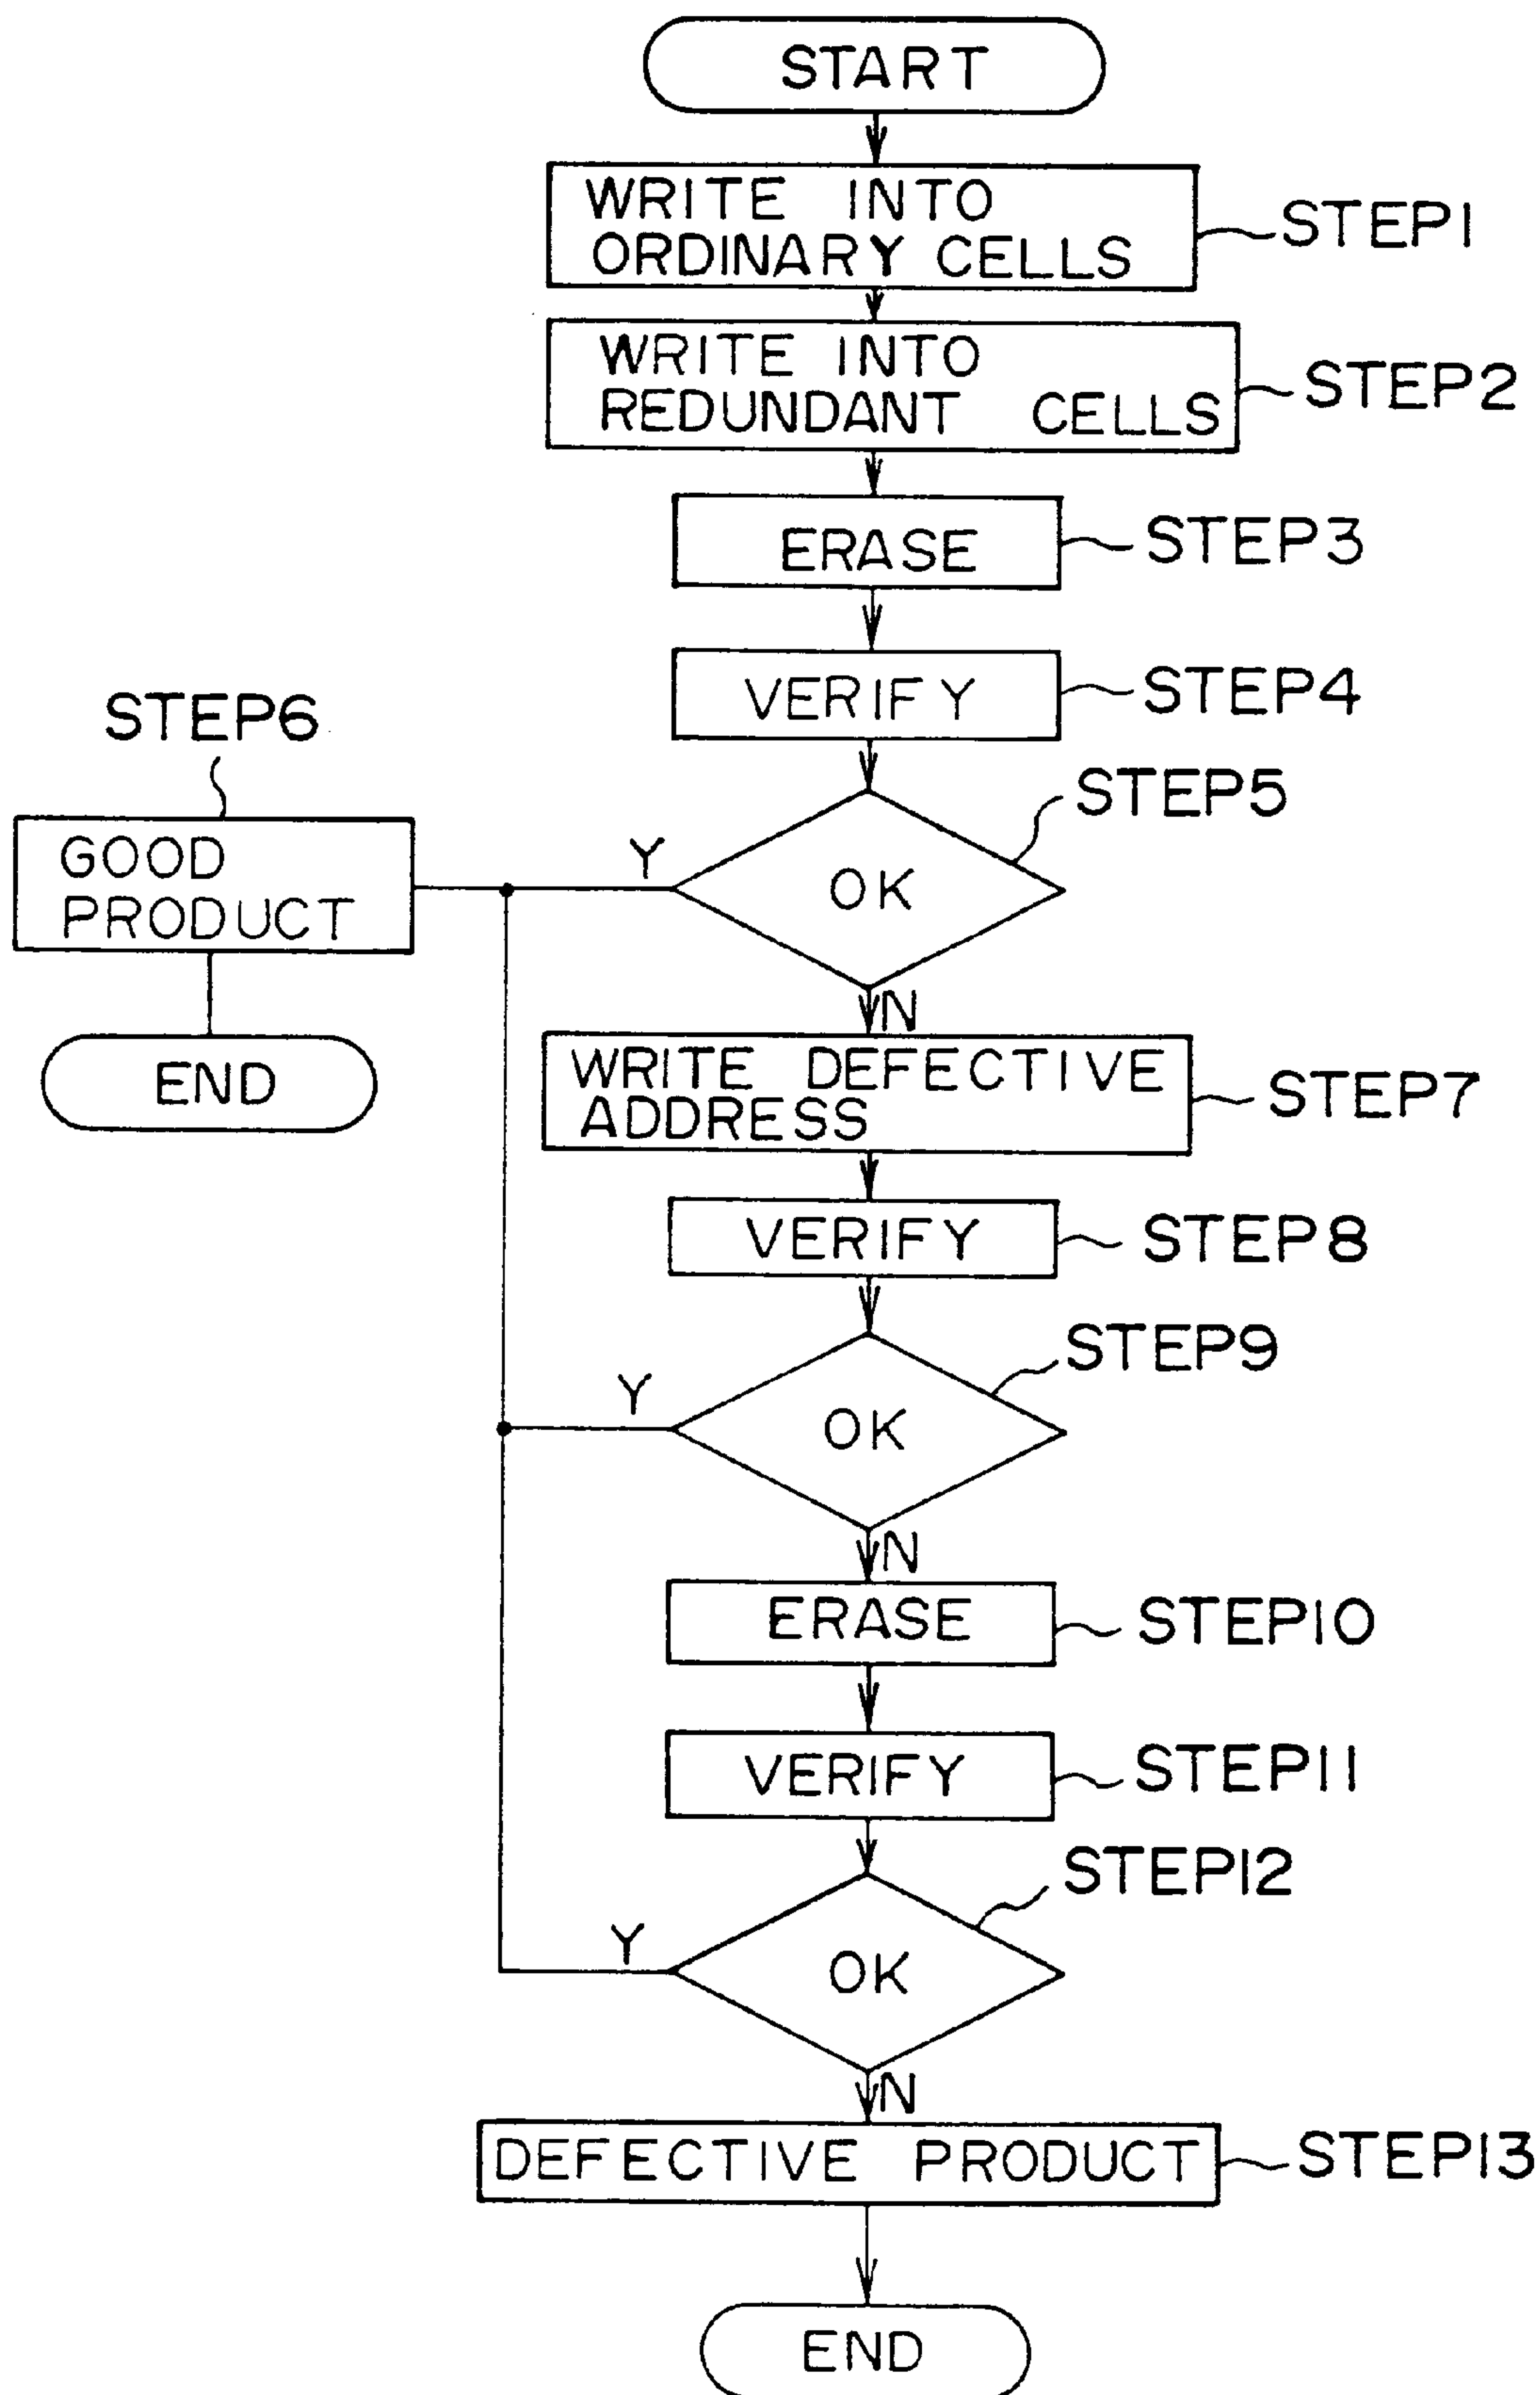 START
WRITE INTO
ORDINARY CELLS
STEP1
WRITE INTO
REDUNDANT CELLS
STEP2
ERASE
STEP3
VERIFY
STEP4
STEP6
STEP5
GOOD
PRODUCT
Y
OK
N
END
WRITE DEFECTIVE
ADDRESS
STEP7
VERIFY
STEP8
STEP9
Y
OK
N
ERASE
STEP10
VERIFY
STEP11
STEP12
Y
OK
N
DEFECTIVE PRODUCT
STEP13
END